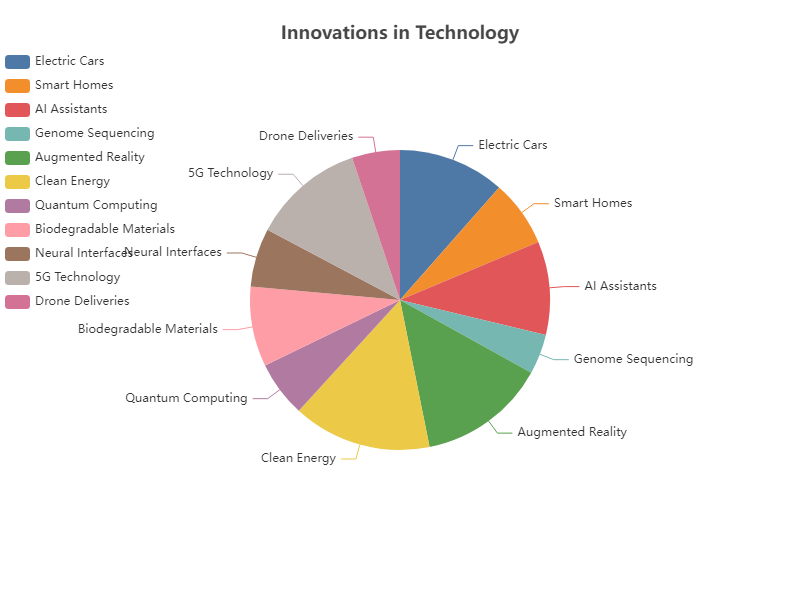 Innovations in Technology
Electric Cars
Smart Homes
AI Assistants
Genome Sequencing
Augmented Reality
Clean Energy
Quantum Computing
Biodegradable Materials
Neural Interfaces
5G Technology
Drone Deliveries
Drone Deliveries
Electric Cars
5G Technology
Smart Homes
Neural Interfaces
AI Assistants
Biodegradable Materials
Genome Sequencing
Quantum Computing
Augmented Reality
Clean Energy